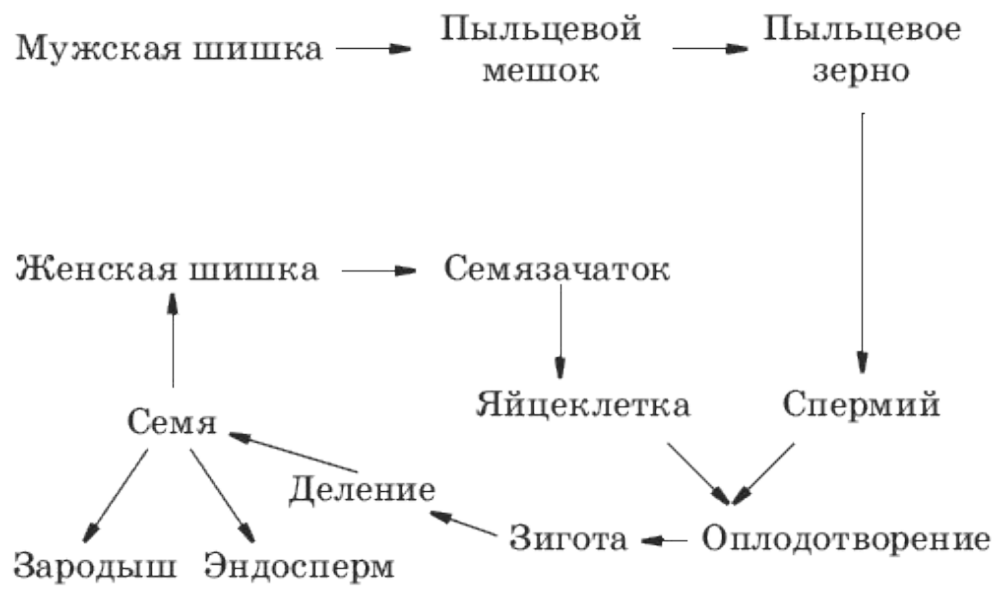 Мужская шишка
Пыльцевой
мешок
Пыльцевое
зерно
Женская шишка
Семязачаток
Яйцеклетка
Спермий
Семя
Деление
Зигота
Оплодотворение
Зародыш
Эндосперм